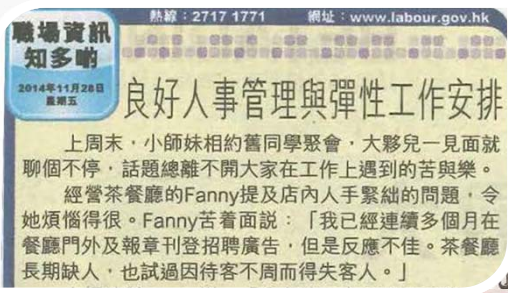 熱線：2717 1771 網址：www.labour.gov.hk
職場資訊
知多啲
2014年11月28日
星期五
良好人事管理與彈性工作安排
上周末，小師妹相約舊同學聚會，大夥兒一見面就
聊個不停，話題總離不開大家在工作上遇到的苦與樂。
經營茶餐廳的Fanny提及店內人手緊絀的問題，令
她煩惱得很。Fanny苦着面說：「我已經連續多個月在
餐廳門外及報章刊登招聘廣告，但是反應不佳。茶餐廳
長期缺人，也試過因待客不周而得失客人。」